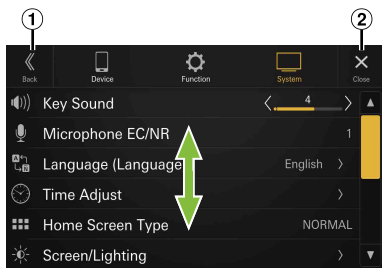 1 2
Back Device Function System Close
Key Sound 4
Microphone EC/NR 1
Language (Language English
Time Adjust
Home Screen Type NORMAL
Screen/Lighting